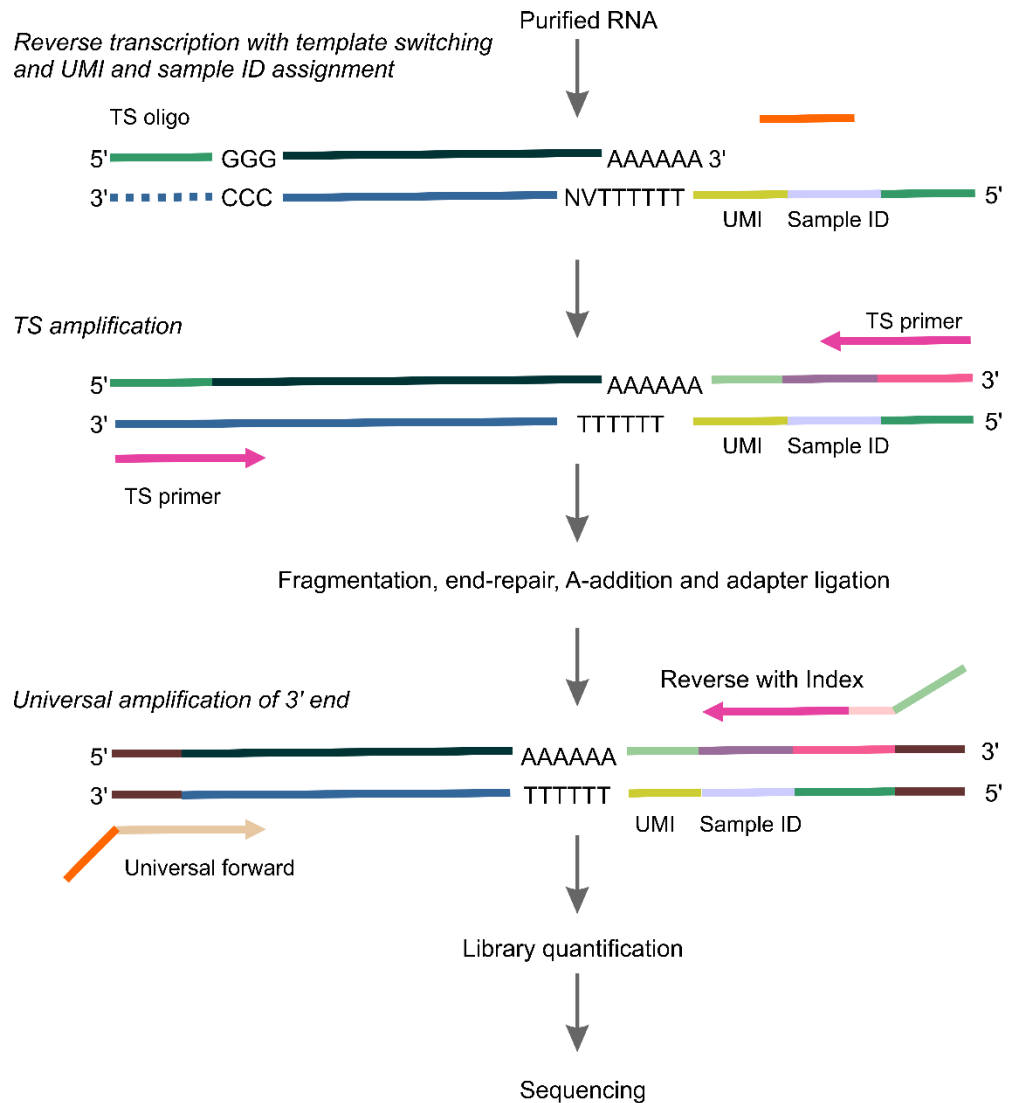 Purified RNA
Reverse transcription with template switching
and UMI and sample ID assignment
TS oligo
5' GGG AAAAAA 3'
3' CCC NVTTTTTT 5'
UMI Sample ID
TS amplification
TS primer
5' AAAAAA 3'
3' TTTTTT 5'
UMI Sample ID
TS primer
Fragmentation, end-repair, A-addition and adapter ligation
Universal amplification of 3' end
Reverse with Index
5' AAAAAA 3'
3' TTTTTT 5'
UMI Sample ID
Universal forward
Library quantification
Sequencing